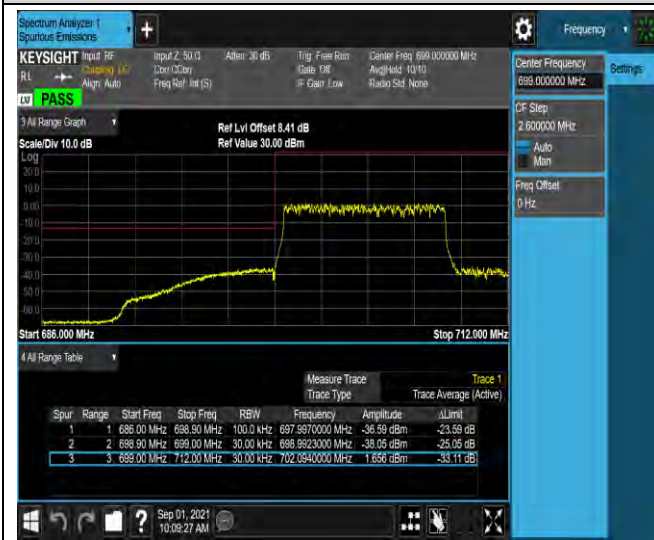 Spectrum Analyzer 1
Spurious Emissions
Frequency
KEYSIGHT Input: RF Input Z: 50 Ω Atten: 30 dB Trig: Free Run Center Freq: 699.000000 MHz
RL Coupling: DC Corr: CCorr Gate: Off Avg|Hold: 10/10
Align: Auto Freq Ref: Int (S) IF Gain: Low Radio Std: None
LXI PASS
Center Frequency
699.000000 MHz
Settings
CF Step
2.600000 MHz
Auto
Man
Freq Offset
0 Hz
3 All Range Graph
Ref Lvl Offset 8.41 dB
Scale/Div 10.0 dB Ref Value 30.00 dBm
Log
20.0
10.0
0.00
-10.0
-20.0
-30.0
-40.0
-50.0
-60.0
Start 686.000 MHz Stop 712.000 MHz
4 All Range Table
Measure Trace Trace 1
Trace Type Trace Average (Active)
Spur Range Start Freq Stop Freq RBW Frequency Amplitude ΔLimit
1 1 686.00 MHz 698.90 MHz 100.0 kHz 697.9970000 MHz -36.59 dBm -23.59 dB
2 2 698.90 MHz 699.00 MHz 30.00 kHz 698.9923000 MHz -38.05 dBm -25.05 dB
3 3 699.00 MHz 712.00 MHz 30.00 kHz 702.0940000 MHz 1.656 dBm -33.11 dB
Sep 01, 2021
10:09:27 AM